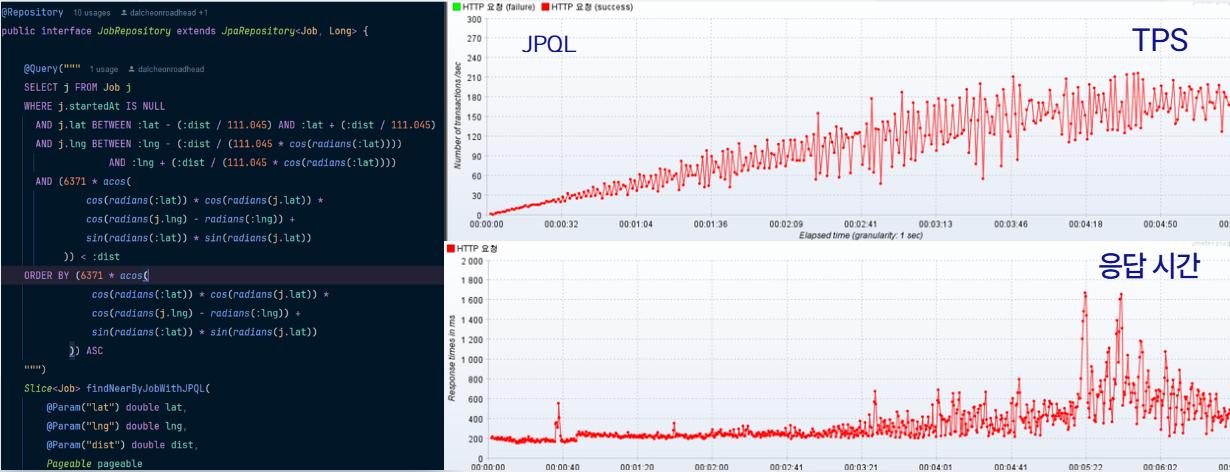 @Repository 10 usages dalcheonroadhead +1
public interface JobRepository extends JpaRepository<Job, Long> {
@Query(""" 1 usage dalcheonroadhead
SELECT j FROM Job j
WHERE j.startedAt IS NULL
AND j.lat BETWEEN :lat - (:dist / 111.045) AND :lat + (:dist / 111.045)
AND j.lng BETWEEN :lng - (:dist / (111.045 * cos(radians(:lat))))
AND :lng + (:dist / (111.045 * cos(radians(:lat))))
AND (6371 * acos(
cos(radians(:lat)) * cos(radians(j.lat)) *
cos(radians(j.lng) - radians(:lng)) +
sin(radians(:lat)) * sin(radians(j.lat))
)) < :dist
ORDER BY (6371 * acos(
cos(radians(:lat)) * cos(radians(j.lat)) *
cos(radians(j.lng) - radians(:lng)) +
sin(radians(:lat)) * sin(radians(j.lat))
)) ASC
""")
Slice<Job> findNearByJobWithJPQL(
@Param("lat") double lat,
@Param("lng") double lng,
@Param("dist") double dist,
Pageable pageable
HTTP 요청 (failure) HTTP 요청 (success)
JPQL
TPS
Number of transactions /sec
300
270
240
210
180
150
120
90
60
30
0
00:00:00 00:00:32 00:01:04 00:01:36 00:02:09 00:02:41 00:03:13 00:03:46 00:04:18 00:04:50 00:05:
Elapsed time (granularity: 1 sec)
HTTP 요청
응답 시간
Response times in ms
2 000
1 800
1 600
1 400
1 200
1 000
800
600
400
200
0
00:00:00 00:00:40 00:01:20 00:02:00 00:02:41 00:03:21 00:04:01 00:04:41 00:05:22 00:06:02